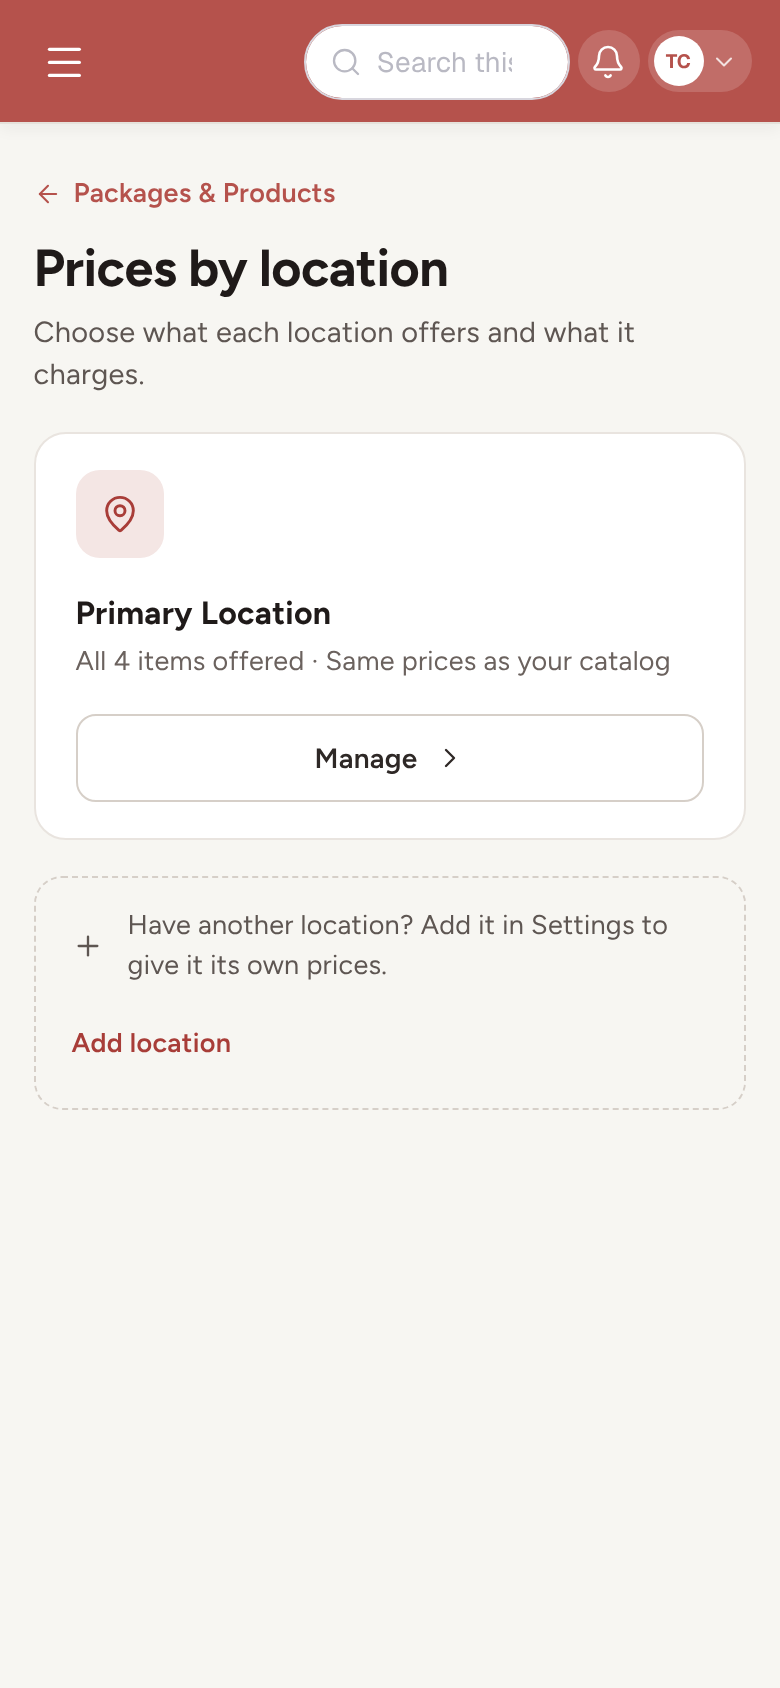 Search this
TC
Packages & Products
Prices by location
Choose what each location offers and what it
charges.
Primary Location
All 4 items offered · Same prices as your catalog
Manage
Have another location? Add it in Settings to
give it its own prices.
Add location